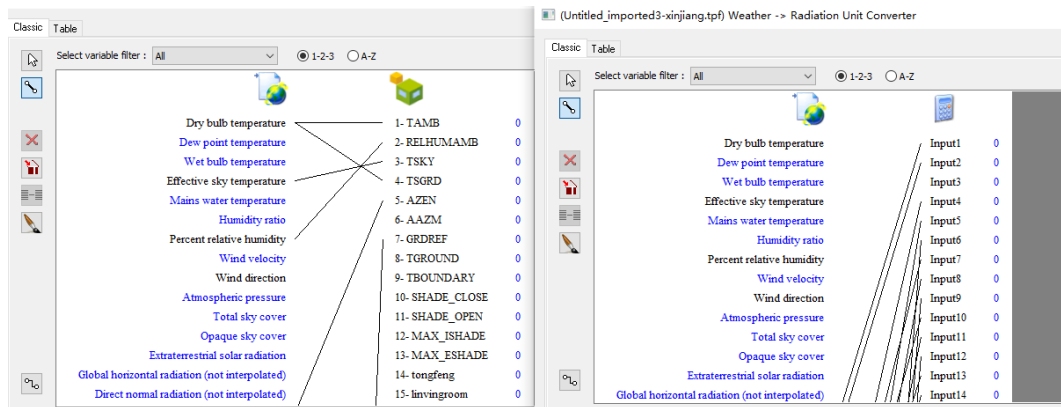 Classic Table
Select variable filter : All 1-2-3 A-Z
Dry bulb temperature 1- TAMB 0
Dew point temperature 2- RELHUMAMB 0
Wet bulb temperature 3- TSKY 0
Effective sky temperature 4- TSGRD 0
Mains water temperature 5- AZEN 0
Humidity ratio 6- AAZM 0
Percent relative humidity 7- GRDREF 0
Wind velocity 8- TGROUND 0
Wind direction 9- TBOUNDARY 0
Atmospheric pressure 10- SHADE_CLOSE 0
Total sky cover 11- SHADE_OPEN 0
Opaque sky cover 12- MAX_ISHADE 0
Extraterrestrial solar radiation 13- MAX_ESHADE 0
Global horizontal radiation (not interpolated) 14- tongfeng 0
Direct normal radiation (not interpolated) 15- linvingroom 0
(Untitled_imported3-xinjiang.tpf) Weather -> Radiation Unit Converter
Classic Table
Select variable filter : All 1-2-3 A-Z
Dry bulb temperature Input1 0
Dew point temperature Input2 0
Wet bulb temperature Input3 0
Effective sky temperature Input4 0
Mains water temperature Input5 0
Humidity ratio Input6 0
Percent relative humidity Input7 0
Wind velocity Input8 0
Wind direction Input9 0
Atmospheric pressure Input10 0
Total sky cover Input11 0
Opaque sky cover Input12 0
Extraterrestrial solar radiation Input13 0
Global horizontal radiation (not interpolated) Input14 0